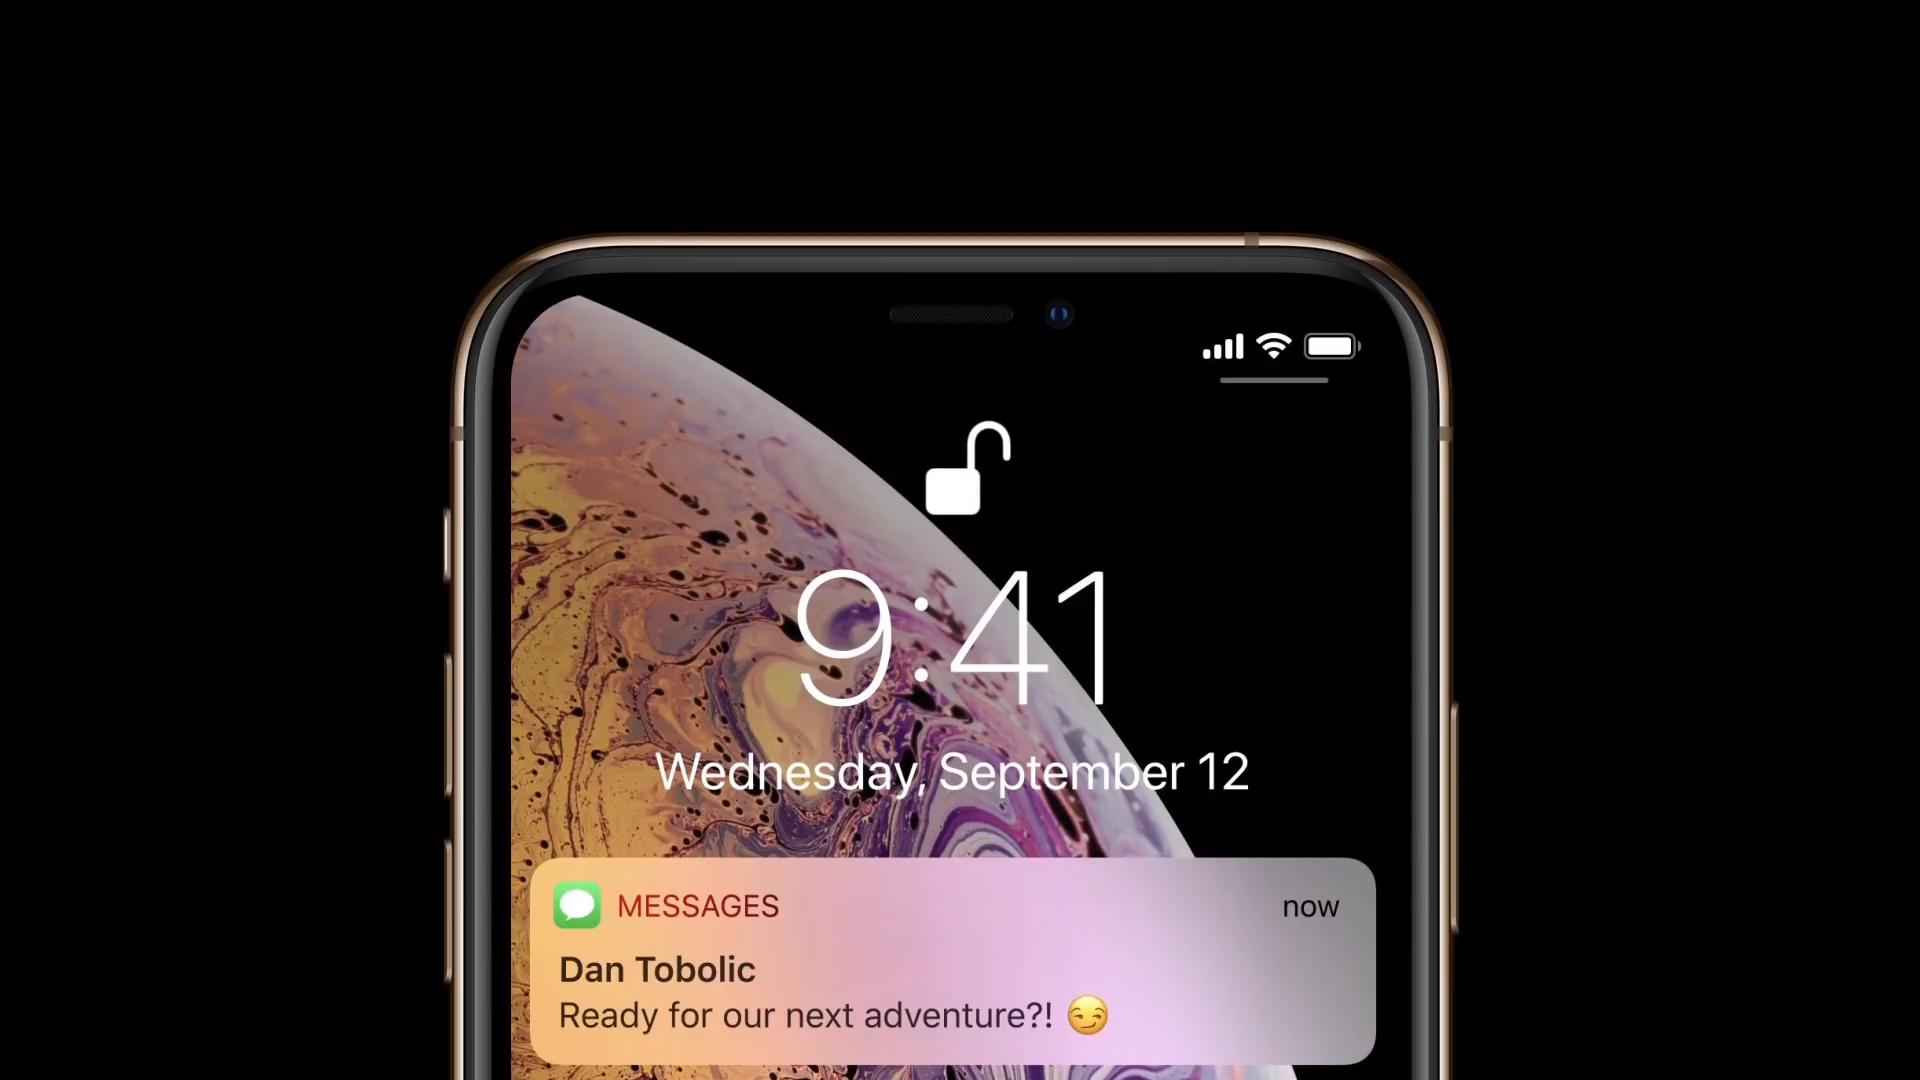 9:41
Wednesday, September 12
MESSAGES
now
Dan Tobolic
Ready for our next adventure?! 😏